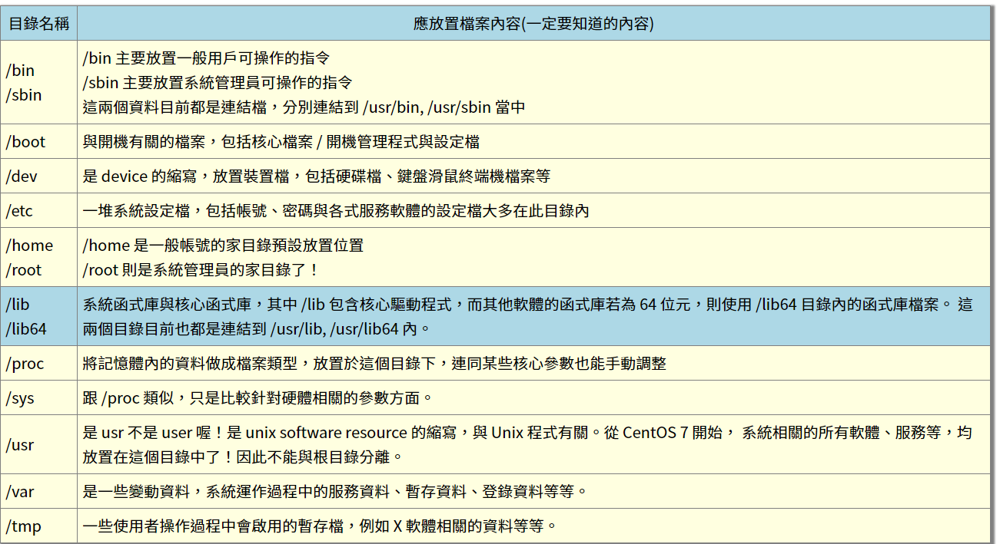 目錄名稱 應放置檔案內容(一定要知道的內容)
/bin
/sbin
/bin 主要放置一般用戶可操作的指令
/sbin 主要放置系統管理員可操作的指令
這兩個資料目前都是連結檔，分別連結到 /usr/bin, /usr/sbin 當中
/boot 與開機有關的檔案，包括核心檔案 / 開機管理程式與設定檔
/dev 是 device 的縮寫，放置裝置檔，包括硬碟檔、鍵盤滑鼠終端機檔案等
/etc 一堆系統設定檔，包括帳號、密碼與各式服務軟體的設定檔大多在此目錄內
/home
/root
/home 是一般帳號的家目錄預設放置位置
/root 則是系統管理員的家目錄了！
/lib
/lib64
系統函式庫與核心函式庫，其中 /lib 包含核心驅動程式，而其他軟體的函式庫若為 64 位元，則使用 /lib64 目錄內的函式庫檔案。 這
兩個目錄目前也都是連結到 /usr/lib, /usr/lib64 內。
/proc 將記憶體內的資料做成檔案類型，放置於這個目錄下，連同某些核心參數也能手動調整
/sys 跟 /proc 類似，只是比較針對硬體相關的參數方面。
/usr
是 usr 不是 user 喔！是 unix software resource 的縮寫，與 Unix 程式有關。從 CentOS 7 開始， 系統相關的所有軟體、服務等，均
放置在這個目錄中了！因此不能與根目錄分離。
/var 是一些變動資料，系統運作過程中的服務資料、暫存資料、登錄資料等等。
/tmp 一些使用者操作過程中會啟用的暫存檔，例如 X 軟體相關的資料等等。